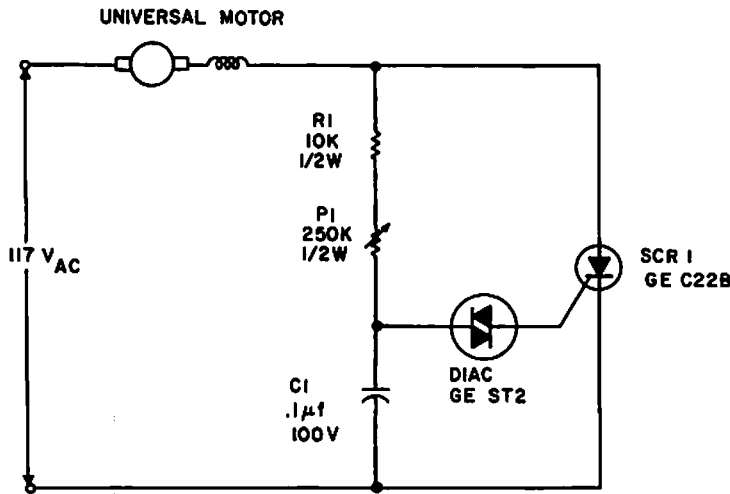 UNIVERSAL MOTOR
R1
10K
1/2W
P1
250K
1/2W
117 VAC
SCR 1
GE C22B
DIAC
GE ST2
C1
.1μf
100V